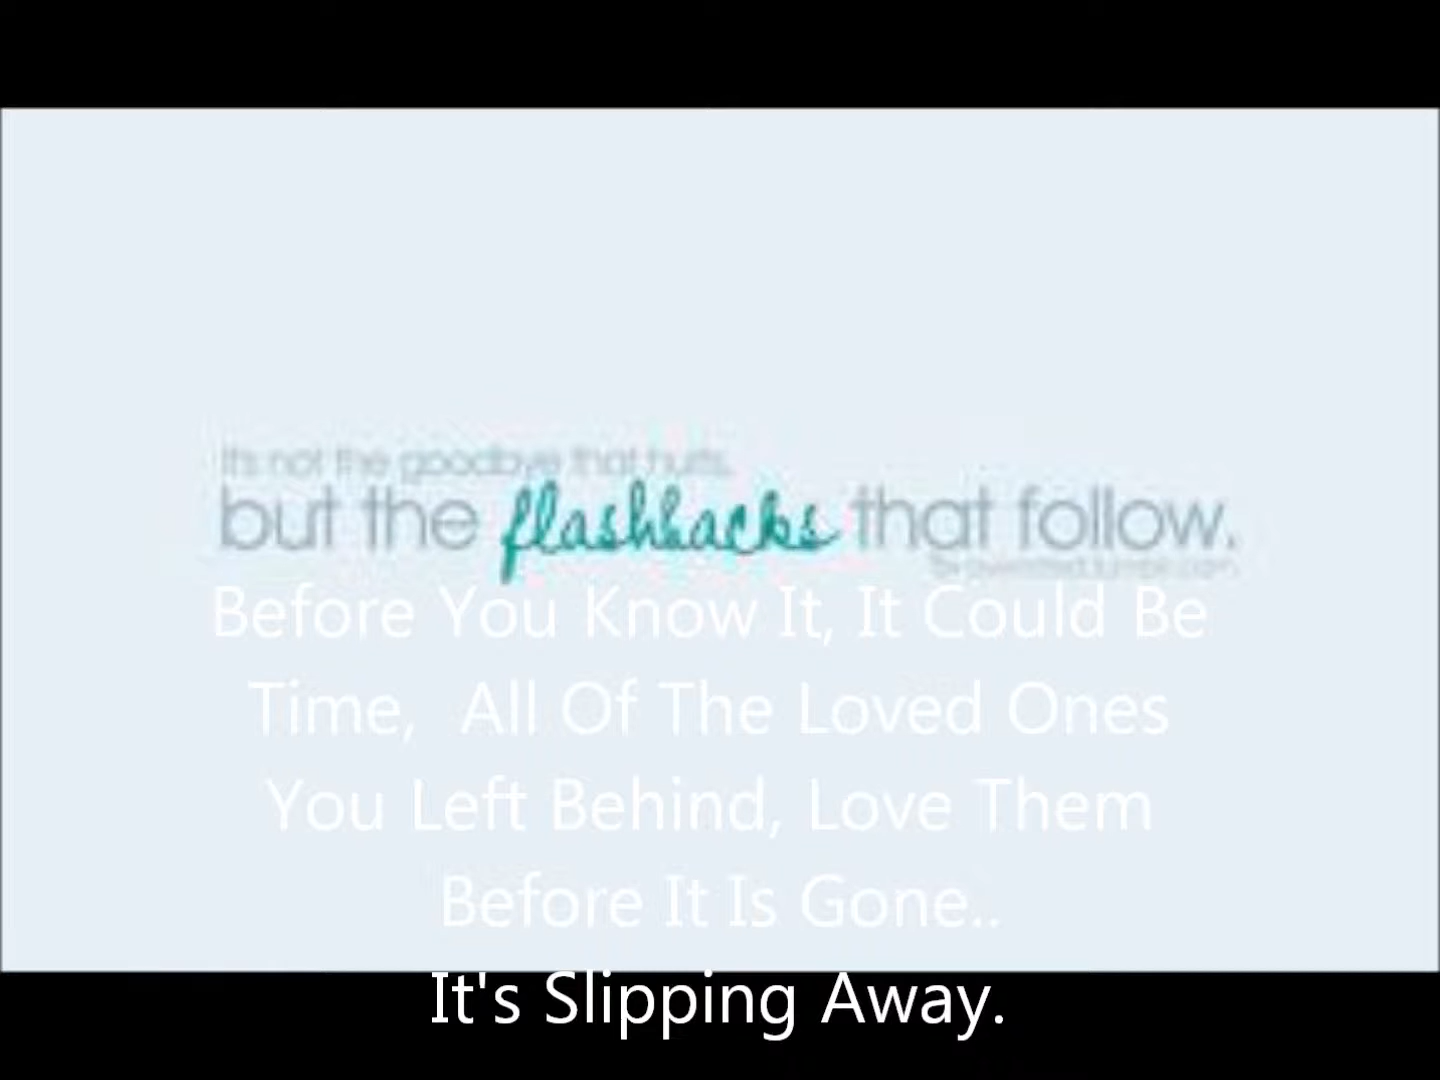 it's not the goodbye that hurts,
but the flashbacks that follow.
Before You Know It, It Could Be
Time, All Of The Loved Ones
You Left Behind, Love Them
Before It Is Gone..
It's Slipping Away.